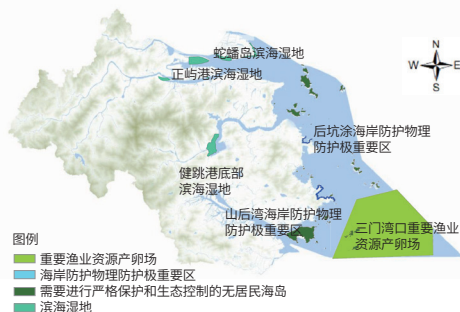 蛇蟠岛滨海湿地
正屿港滨海湿地
N
W
E
S
后坑涂海岸防护物理
防护极重要区
健跳港底部
滨海湿地
山后湾海岸防护物理
防护极重要区
三门湾口重要渔业
资源产卵场
图例
重要渔业资源产卵场
海岸防护物理防护极重要区
需要进行严格保护和生态控制的无居民海岛
滨海湿地